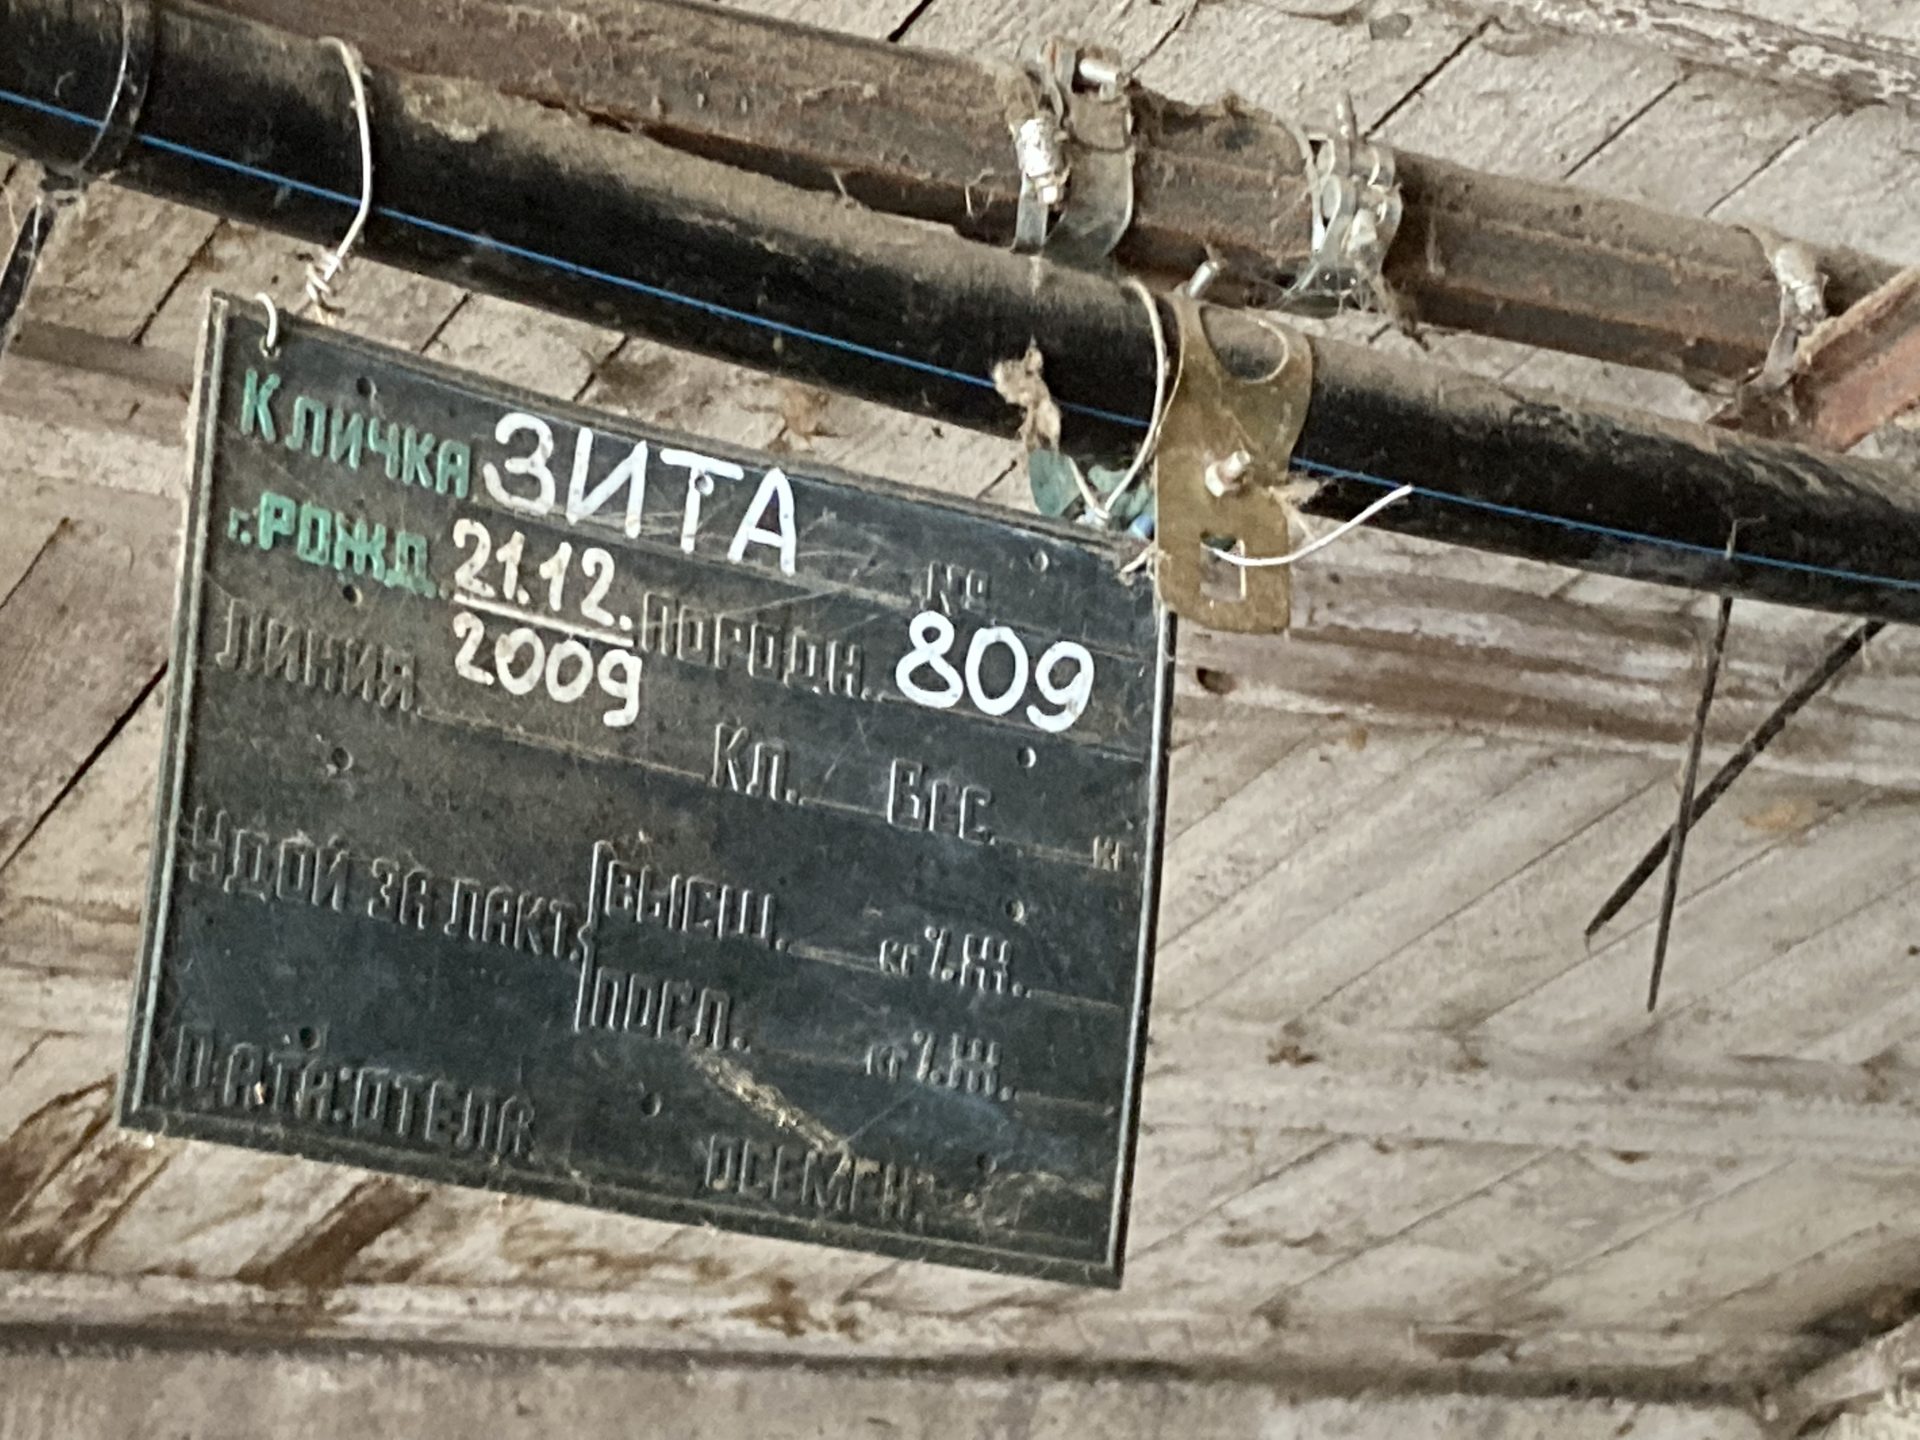 Кличка ЗИТА
г. РОЖД. 21.12. №
2009 ПОРОДН. 809
ЛИНИЯ
КЛ. ВЕС. кг
УДОЙ ЗА ЛАКТ. ВЫСШ. кг %Ж.
ПОСЛ. кг %Ж.
ДАТА: ОТЕЛА ОСЕМЕН.